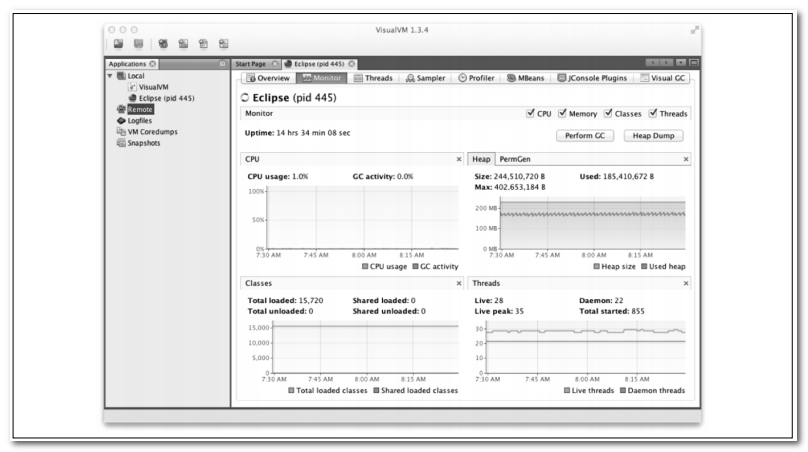 VisualVM 1.3.4
Applications
Start Page Eclipse (pid 445)
Local
VisualVM
Eclipse (pid 445)
Remote
Logfiles
VM Coredumps
Snapshots
Overview Monitor Threads Sampler Profiler MBeans JConsole Plugins Visual GC
Eclipse (pid 445)
Monitor CPU Memory Classes Threads
Uptime: 14 hrs 34 min 08 sec Perform GC Heap Dump
CPU
CPU usage: 1.0% GC activity: 0.0%
100%
50%
0%
7:30 AM 7:45 AM 8:00 AM 8:15 AM
CPU usage GC activity
Heap PermGen
Size: 244,510,720 B Used: 185,410,672 B
Max: 402,653,184 B
200 MB
100 MB
0 MB
7:30 AM 7:45 AM 8:00 AM 8:15 AM
Heap size Used heap
Classes
Total loaded: 15,720 Shared loaded: 0
Total unloaded: 0 Shared unloaded: 0
15,000
10,000
5,000
0
7:30 AM 7:45 AM 8:00 AM 8:15 AM
Total loaded classes Shared loaded classes
Threads
Live: 28 Daemon: 22
Live peak: 35 Total started: 855
30
20
10
0
7:30 AM 7:45 AM 8:00 AM 8:15 AM
Live threads Daemon threads